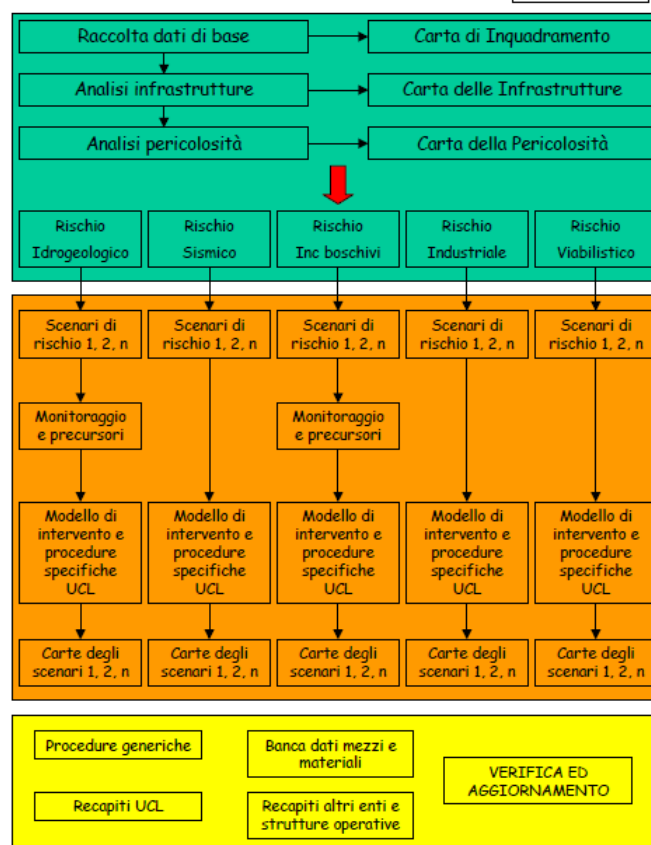 Raccolta dati di base
Carta di Inquadramento
Analisi infrastrutture
Carta delle Infrastrutture
Analisi pericolosità
Carta della Pericolosità
Rischio
Idrogeologico
Rischio
Sismico
Rischio
Inc boschivi
Rischio
Industriale
Rischio
Viabilistico
Scenari di
rischio 1, 2, n
Scenari di
rischio 1, 2, n
Scenari di
rischio 1, 2, n
Scenari di
rischio 1, 2, n
Scenari di
rischio 1, 2, n
Monitoraggio
e precursori
Monitoraggio
e precursori
Modello di
intervento e
procedure
specifiche
UCL
Modello di
intervento e
procedure
specifiche
UCL
Modello di
intervento e
procedure
specifiche
UCL
Modello di
intervento e
procedure
specifiche
UCL
Modello di
intervento e
procedure
specifiche
UCL
Carte degli
scenari 1, 2, n
Carte degli
scenari 1, 2, n
Carte degli
scenari 1, 2, n
Carte degli
scenari 1, 2, n
Carte degli
scenari 1, 2, n
Procedure generiche
Banca dati mezzi e
materiali
VERIFICA ED
AGGIORNAMENTO
Recapiti UCL
Recapiti altri enti e
strutture operative